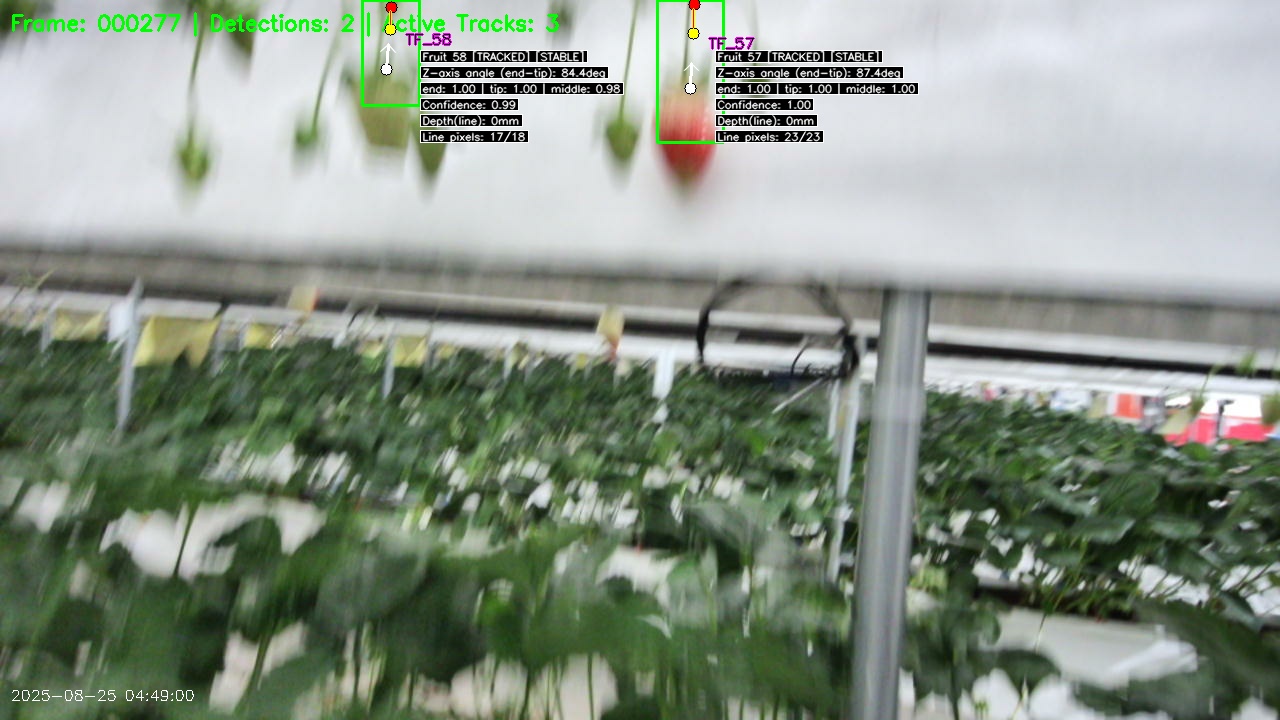 Frame: 000277 | Detections: 2 | Active Tracks: 3
TF_58
Fruit 58 [TRACKED] [STABLE]
Z-axis angle (end-tip): 84.4deg
end: 1.00 | tip: 1.00 | middle: 0.98
Confidence: 0.99
Depth(line): 0mm
Line pixels: 17/18
TF_57
Fruit 57 [TRACKED] [STABLE]
Z-axis angle (end-tip): 87.4deg
end: 1.00 | tip: 1.00 | middle: 1.00
Confidence: 1.00
Depth(line): 0mm
Line pixels: 23/23
2025-08-25 04:49:00